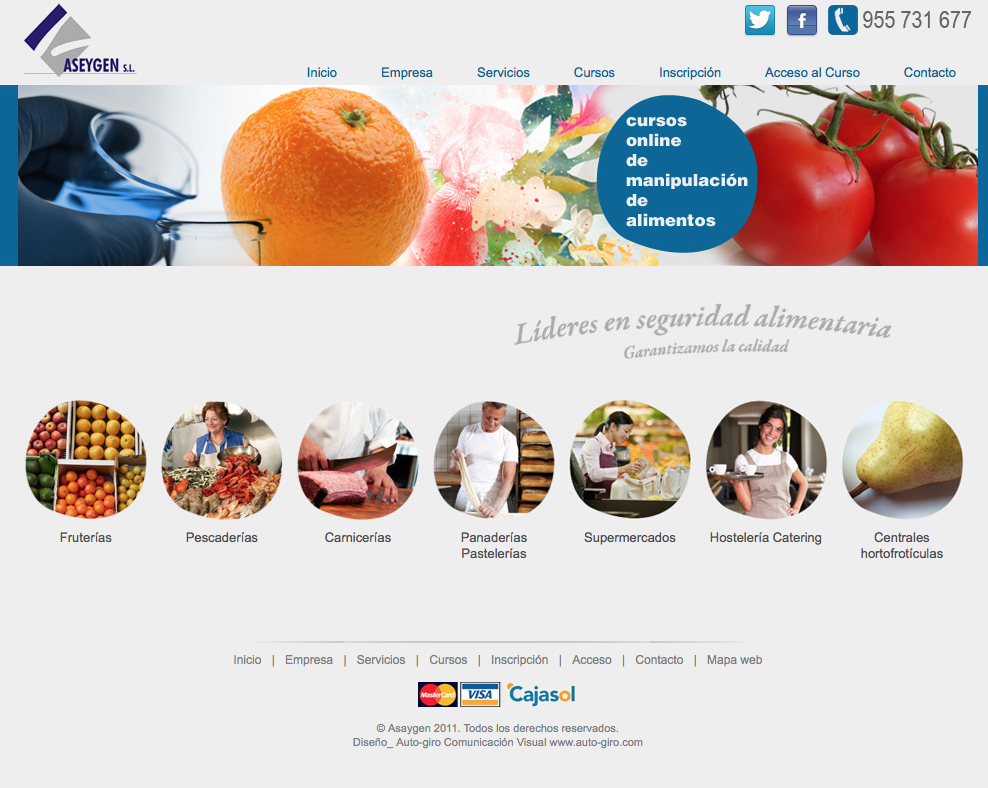 ASEYGEN S.L.
955 731 677
Inicio Empresa Servicios Cursos Inscripción Acceso al Curso Contacto
cursos
online
de
manipulación
de
alimentos
Líderes en seguridad alimentaria
Garantizamos la calidad
Fruterías
Pescaderías
Carnicerías
Panaderías
Pastelerías
Supermercados
Hostelería Catering
Centrales
hortofrotículas
Inicio | Empresa | Servicios | Cursos | Inscripción | Acceso | Contacto | Mapa web
MasterCard VISA Cajasol
© Asaygen 2011. Todos los derechos reservados.
Diseño_ Auto-giro Comunicación Visual www.auto-giro.com